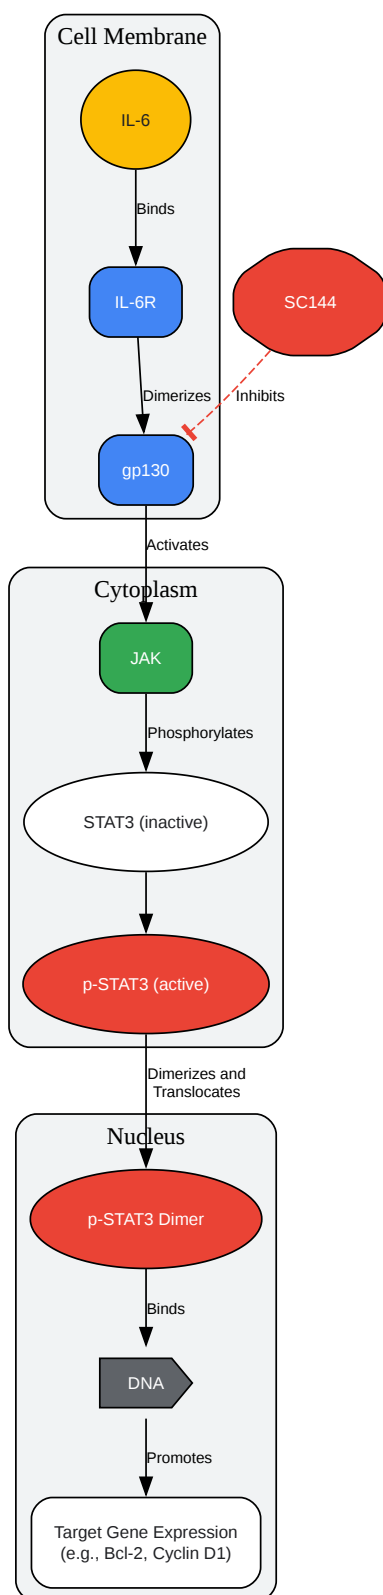 Cell Membrane
IL-6
Binds
IL-6R
SC144
Dimerizes
Inhibits
gp130
Activates
Cytoplasm
JAK
Phosphorylates
STAT3 (inactive)
p-STAT3 (active)
Dimerizes and
Translocates
Nucleus
p-STAT3 Dimer
Binds
DNA
Promotes
Target Gene Expression
(e.g., Bcl-2, Cyclin D1)